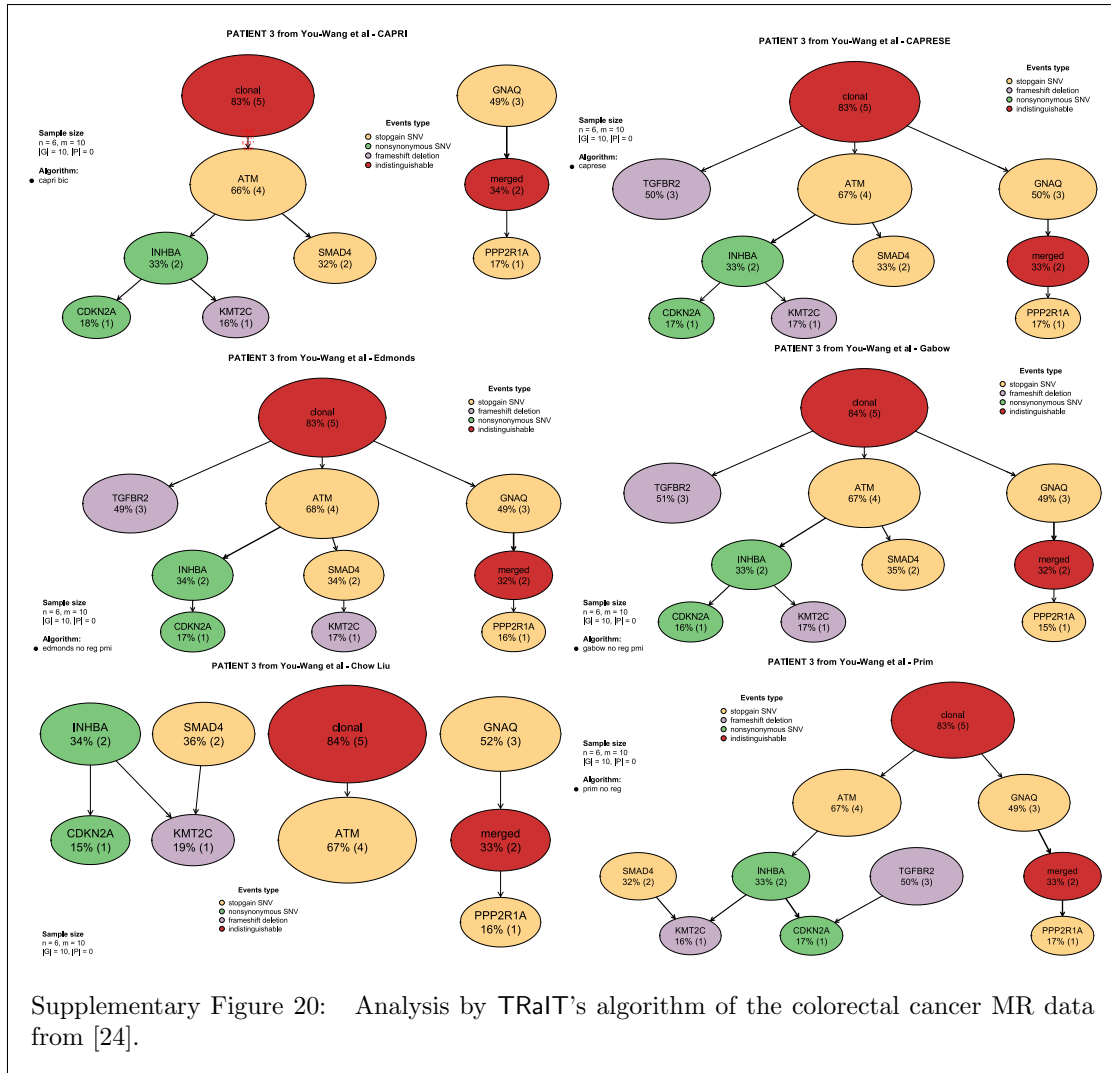 PATIENT 3 from You-Wang et al - CAPRI
clonal
83% (5)
GNAQ
49% (3)
Sample size
n = 6, m = 10
|G| = 10, |P| = 0
Algorithm:
capri bic
Events type
stopgain SNV
frameshift deletion
nonsynonymous SNV
indistinguishable
ATM
66% (4)
merged
34% (2)
INHBA
33% (2)
SMAD4
32% (2)
PPP2R1A
17% (1)
CDKN2A
18% (1)
KMT2C
16% (1)
PATIENT 3 from You-Wang et al - CAPRESE
Events type
stopgain SNV
frameshift deletion
nonsynonymous SNV
indistinguishable
clonal
83% (5)
Sample size
n = 6, m = 10
|G| = 10, |P| = 0
Algorithm:
caprese
TGFBR2
50% (3)
ATM
67% (4)
GNAQ
50% (3)
INHBA
33% (2)
SMAD4
33% (2)
merged
33% (2)
CDKN2A
17% (1)
KMT2C
17% (1)
PPP2R1A
17% (1)
PATIENT 3 from You-Wang et al - Edmonds
Events type
stopgain SNV
frameshift deletion
nonsynonymous SNV
indistinguishable
clonal
83% (5)
TGFBR2
49% (3)
ATM
68% (4)
GNAQ
49% (3)
INHBA
34% (2)
SMAD4
34% (2)
merged
32% (2)
Sample size
n = 6, m = 10
|G| = 10, |P| = 0
Algorithm:
edmonds no reg pmi
CDKN2A
17% (1)
KMT2C
17% (1)
PPP2R1A
16% (1)
PATIENT 3 from You-Wang et al - Gabow
Events type
stopgain SNV
frameshift deletion
nonsynonymous SNV
indistinguishable
clonal
84% (5)
TGFBR2
51% (3)
ATM
67% (4)
GNAQ
49% (3)
INHBA
33% (2)
SMAD4
35% (2)
merged
32% (2)
Sample size
n = 6, m = 10
|G| = 10, |P| = 0
Algorithm:
gabow no reg pmi
CDKN2A
16% (1)
KMT2C
17% (1)
PPP2R1A
15% (1)
PATIENT 3 from You-Wang et al - Chow Liu
INHBA
34% (2)
SMAD4
36% (2)
clonal
84% (5)
GNAQ
52% (3)
CDKN2A
15% (1)
KMT2C
19% (1)
ATM
67% (4)
merged
33% (2)
Events type
stopgain SNV
nonsynonymous SNV
frameshift deletion
indistinguishable
PPP2R1A
16% (1)
Sample size
n = 6, m = 10
|G| = 10, |P| = 0
PATIENT 3 from You-Wang et al - Prim
Events type
stopgain SNV
frameshift deletion
nonsynonymous SNV
indistinguishable
clonal
83% (5)
Sample size
n = 6, m = 10
|G| = 10, |P| = 0
Algorithm:
prim no reg
ATM
67% (4)
GNAQ
49% (3)
SMAD4
32% (2)
INHBA
33% (2)
TGFBR2
50% (3)
merged
33% (2)
KMT2C
16% (1)
CDKN2A
17% (1)
PPP2R1A
17% (1)
Supplementary Figure 20: Analysis by TRaIT's algorithm of the colorectal cancer MR data
from [24].